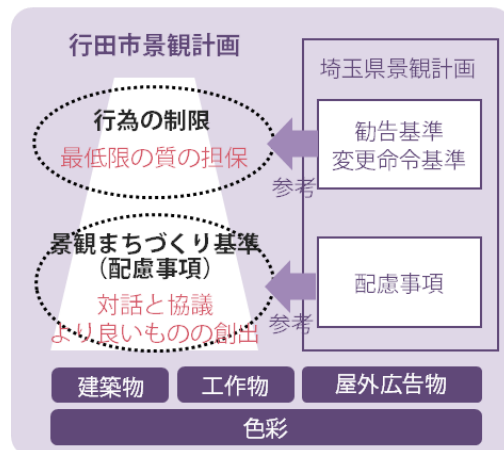 行田市景観計画
埼玉県景観計画
行為の制限
最低限の質の担保
勧告基準
変更命令基準
参考
景観まちづくり基準
（配慮事項）
対話と協議
より良いものの創出
配慮事項
参考
建築物
工作物
屋外広告物
色彩